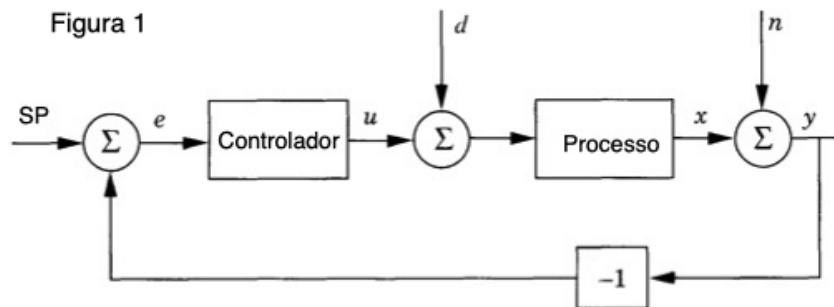 Figura 1
d
n
SP
Σ
e
Controlador
u
Σ
Processo
x
Σ
y
−1